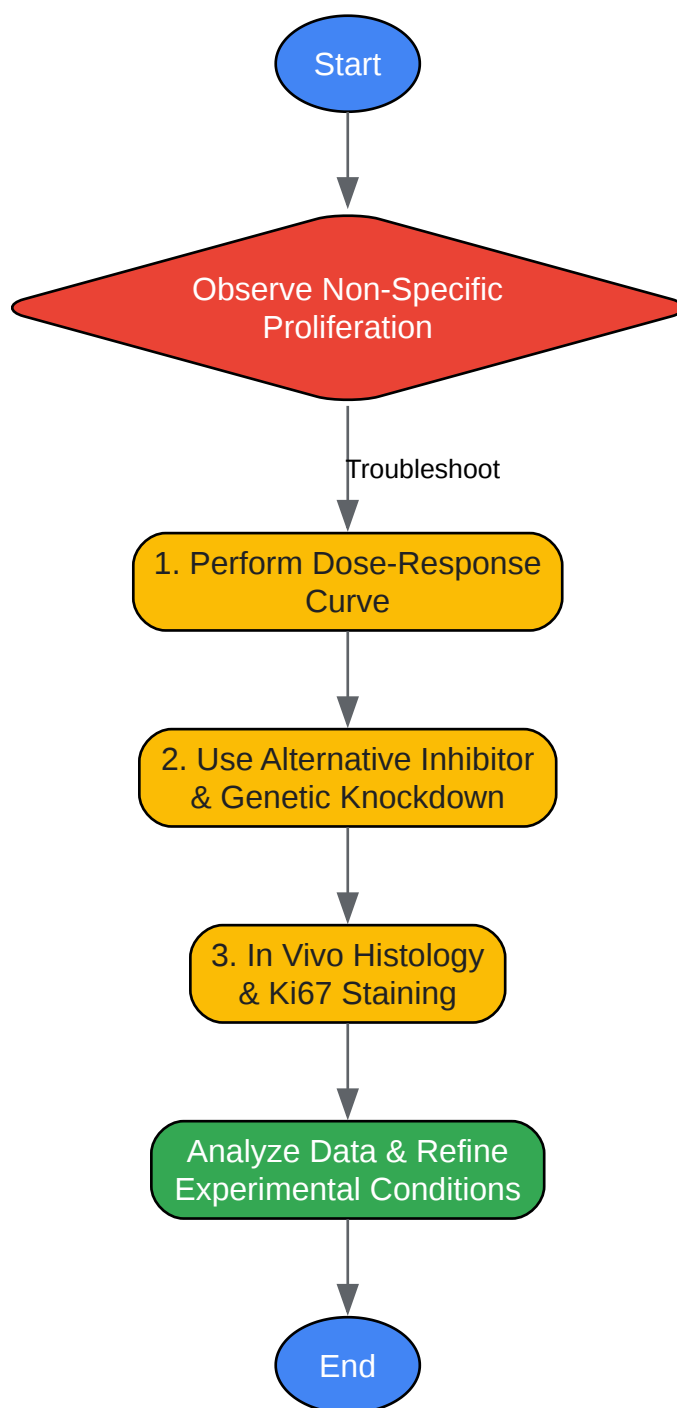 Start
Observe Non-Specific
Proliferation
Troubleshoot
1. Perform Dose-Response
Curve
2. Use Alternative Inhibitor
& Genetic Knockdown
3. In Vivo Histology
& Ki67 Staining
Analyze Data & Refine
Experimental Conditions
End